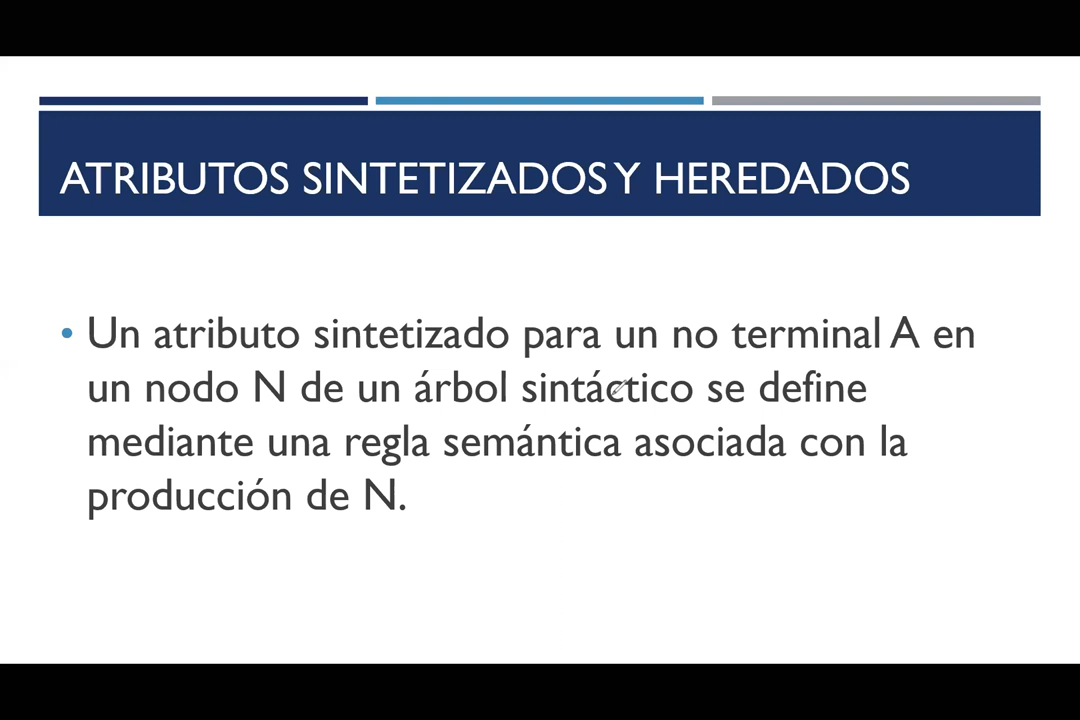 ATRIBUTOS SINTETIZADOS Y HEREDADOS
• Un atributo sintetizado para un no terminal A en
un nodo N de un árbol sintáctico se define
mediante una regla semántica asociada con la
producción de N.